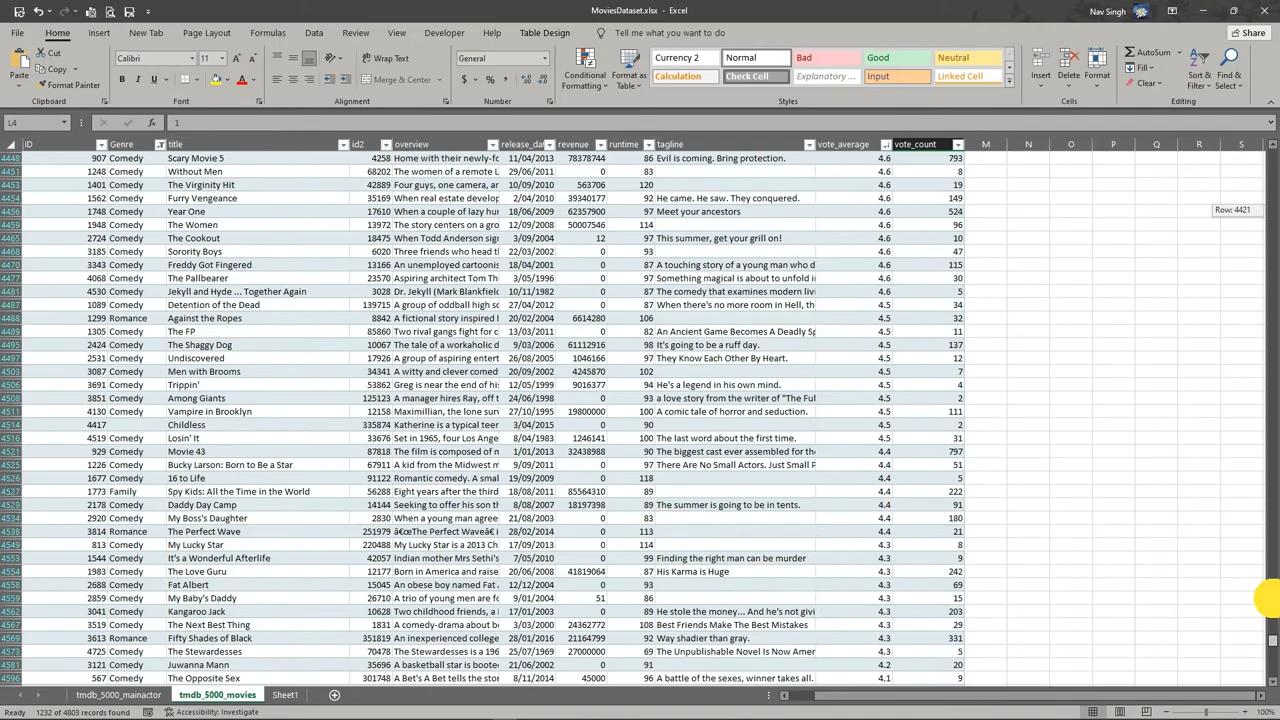 MoviesDataset.xlsx - Excel
Nav Singh
File Home Insert Page Layout Formulas Data Review View Developer Help Table Design Tell me what you want to do Share
Paste Cut Copy Format Painter Clipboard
Calibri 11 B I U Font
Wrap Text Merge & Center Alignment
General $ % Number
Conditional Formatting Format as Table
Currency 2 Normal Bad Good Neutral
Calculation Check Cell Explanatory ... Input Linked Cell
Styles
Insert Delete Format Cells
AutoSum Fill Clear Sort & Filter Find & Select Editing
L4 fx 1
ID Genre title id2 overview release_dat revenue runtime tagline vote_average vote_count M N O P Q R S
4448 907 Comedy Scary Movie 5 4258 Home with their newly-fo 11/04/2013 78378744 86 Evil is coming. Bring protection. 4.6 793
4451 1248 Comedy Without Men 68202 The women of a remote L 29/06/2011 0 83 4.6 8
4453 1401 Comedy The Virginity Hit 42889 Four guys, one camera, ar 10/09/2010 563706 120 4.6 19
4454 1562 Comedy Furry Vengeance 35169 When real estate develop 2/04/2010 39340177 92 He came. He saw. They conquered. 4.6 149
4456 1748 Comedy Year One 17610 When a couple of lazy hun 18/06/2009 62357900 97 Meet your ancestors 4.6 524
4459 1798 Comedy The Women 15074 The story centers on a gro 12/09/2008 50007546 114 4.6 96
4465 2724 Comedy The Cookout 18475 When Todd Anderson sign 3/09/2004 12 97 This summer, get your grill on! 4.6 10
4468 3185 Comedy Sorority Boys 6020 Three friends who head th 22/03/2002 0 93 4.6 47
4470 3343 Comedy Freddy Got Fingered 13166 An unemployed cartoonis 18/04/2001 0 87 A touching story of a young man who d 4.6 115
4477 4068 Comedy The Pallbearer 23570 Aspiring architect Tom Th 3/05/1996 0 97 Something magical is about to unfold i 4.6 30
4481 4530 Comedy Jekyll and Hyde ... Together Again 3028 Dr. Jekyll (Mark Blankfield 10/11/1982 0 87 The comedy that examines modern livi 4.6 5
1089 Comedy Detention of the Dead 139715 A group of oddball high sc 27/04/2012 0 87 When there's no more room in Hell, th 4.5 34
4488 1299 Romance Against the Ropes 8842 A fictional story inspired b 20/02/2004 6614280 106 4.5 32
4489 1305 Comedy The FP 85860 Two rival gangs fight for c 13/03/2011 0 82 An Ancient Game Becomes A Deadly Sp 4.5 11
4495 2424 Comedy The Shaggy Dog 10067 The tale of a workaholic d 9/03/2006 61112916 98 It's going to be a ruff day. 4.5 137
4497 2531 Comedy Undiscovered 17926 A group of aspiring entert 26/08/2005 1046166 97 They Know Each Other By Heart. 4.5 12
4503 3087 Comedy Men with Brooms 34369 A witty and clever comedy 8/03/2002 4245870 102 4.5 7
4506 3691 Comedy Trippin' 53862 Greg is near the end of his 12/05/1999 9016377 94 He's a legend in his own mind. 4.5 4
4508 3851 Comedy Among Giants 125123 A manager hires Ray, off t 1/10/1998 0 93 a love story from the writer of "The Ful 4.5 2
4511 4130 Comedy Vampire in Brooklyn 12158 Maximillian, the lone surv 27/10/1995 19800000 100 A comic tale of horror and seduction. 4.5 111
4514 4417 Comedy Childless 335874 Katherine is a typical teen 3/04/2015 0 90 4.5 2
4519 Comedy Losin' It 33676 Set in 1965, four Los Angel 8/04/1983 1246141 100 The last word about the first time. 4.5 31
4521 929 Comedy Movie 43 87818 The film is composed of m 1/01/2013 32438988 90 The biggest cast ever assembled for the 4.4 797
4525 1226 Comedy Bucky Larson: Born to Be a Star 67911 A kid from the Midwest m 9/09/2011 0 97 There Are No Small Actors. Just Small P 4.4 51
4526 1677 Comedy 16 to Life 91122 Romantic comedy. A small 0 118 4.4 5
4527 1773 Family Spy Kids: All the Time in the World 56288 Eight years after the third 18/08/2011 85564310 89 4.4 222
4529 2178 Comedy Daddy Day Camp 14144 Seeking to offer his son th 8/08/2007 18197398 89 The summer is going to be in tents. 4.4 91
4534 2920 Comedy My Boss's Daughter 2830 When a young man agree 21/08/2003 0 83 4.4 180
3814 Romance The Perfect Wave 251979 â€œThe Perfect Waveâ€ i 28/02/2014 0 94 4.4 21
4549 813 Comedy My Lucky Star 220488 My Lucky Star is a 2013 Ch 17/09/2013 0 114 4.3 8
1544 Comedy It's a Wonderful Afterlife 42057 Indian mother Mrs Sethi's 7/05/2010 0 99 Finding the right man can be murder 4.3 9
4554 1983 Comedy The Love Guru 12177 Born in America and raise 20/06/2008 41819064 87 His Karma is Huge 4.3 242
4558 2688 Comedy Fat Albert 15045 An obese boy named Fat A 12/12/2004 0 93 4.3 69
4559 2859 Comedy My Baby's Daddy 26710 A trio of young men are fo 9/01/2004 51 86 4.3 15
4562 3041 Comedy Kangaroo Jack 10628 Two childhood friends, a 17/01/2003 0 89 He stole the money... And he's not givi 4.3 203
4567 3519 Comedy The Next Best Thing 1831 A comedy-drama about b 3/03/2000 24362772 108 Best Friends Make The Best Mistakes 4.3 29
4569 3613 Romance Fifty Shades of Black 351819 An inexperienced college 28/01/2016 21164799 92 Way shadier than gray. 4.3 331
4573 4725 Comedy The Stewardesses The Stewardesses is a 196 25/07/1969 27000000 69 The Unpublishable Novel Is Now Amer 4.3 5
4581 3121 Comedy Juwanna Mann 35696 A basketball star is booted 21/06/2002 0 91 4.2 20
4596 576 Comedy The Opposite Sex 301748 A Bet's A Bet tells the stor 8/11/2014 45000 96 A battle of the sexes, winner takes all. 4.1 9
Row: 4421
tmdb_5000_mainactor tmdb_5000_movies Sheet1
Ready 1232 of 4803 records found Accessibility: Investigate 100%